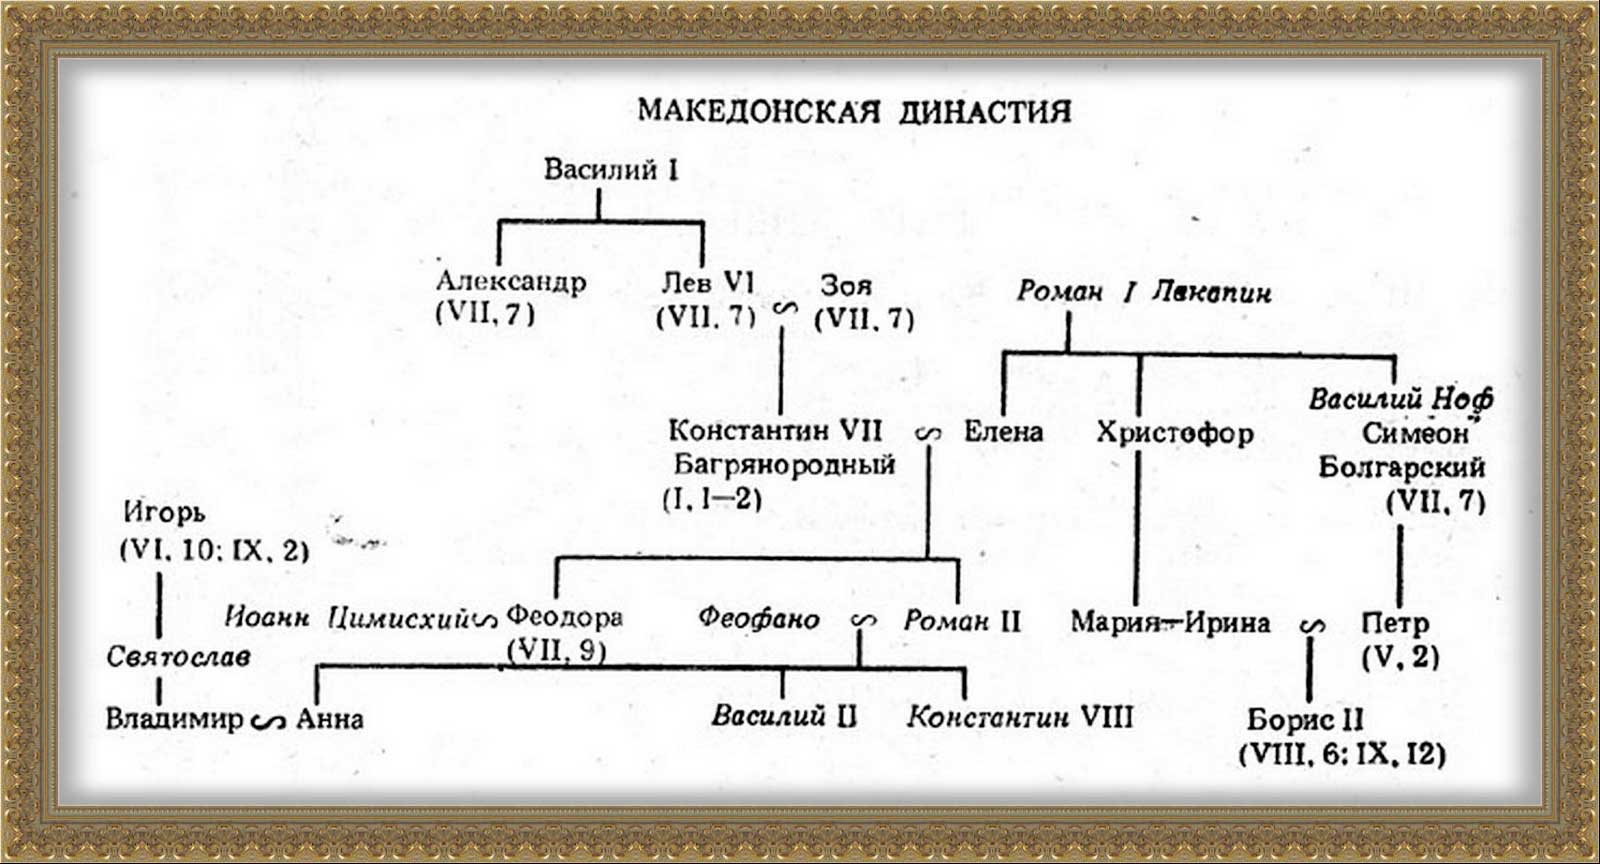 МАКЕДОНСКАЯ ДИНАСТИЯ
Василий I
Александр
(VII, 7)
Лев VI
(VII, 7)
Зоя
(VII, 7)
Роман I Лакапин
Константин VII
Багрянородный
(I, 1—2)
Елена
Христофор
Василий Ноф
Симеон
Болгарский
(VII, 7)
Игорь
(VI, 10; IX, 2)
Святослав
Иоанн Цимисхий
Феодора
(VII, 9)
Феофано
Роман II
Мария—Ирина
Петр
(V, 2)
Владимир
Анна
Василий II
Константин VIII
Борис II
(VIII, 6; IX, 12)